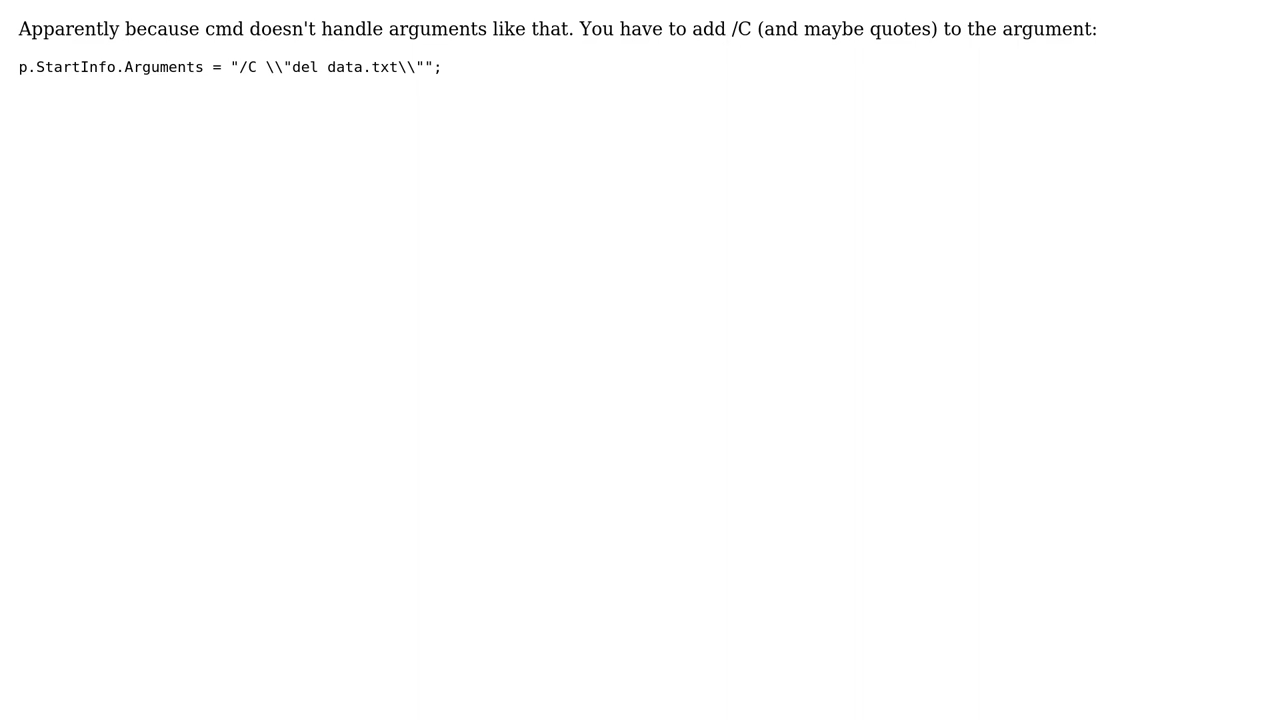 Apparently because cmd doesn't handle arguments like that. You have to add /C (and maybe quotes) to the argument:
p.StartInfo.Arguments = "/C \\"del data.txt\\"";